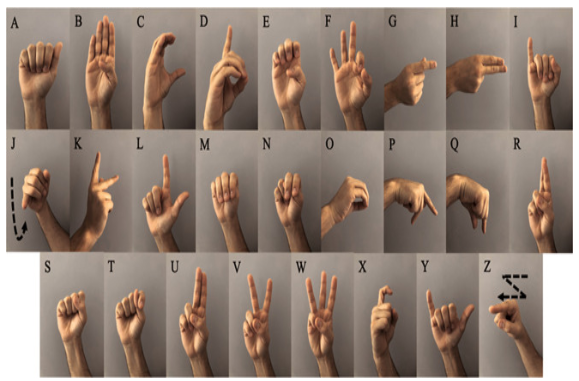 A B C D E F G H I
J K L M N O P Q R
S T U V W X Y Z